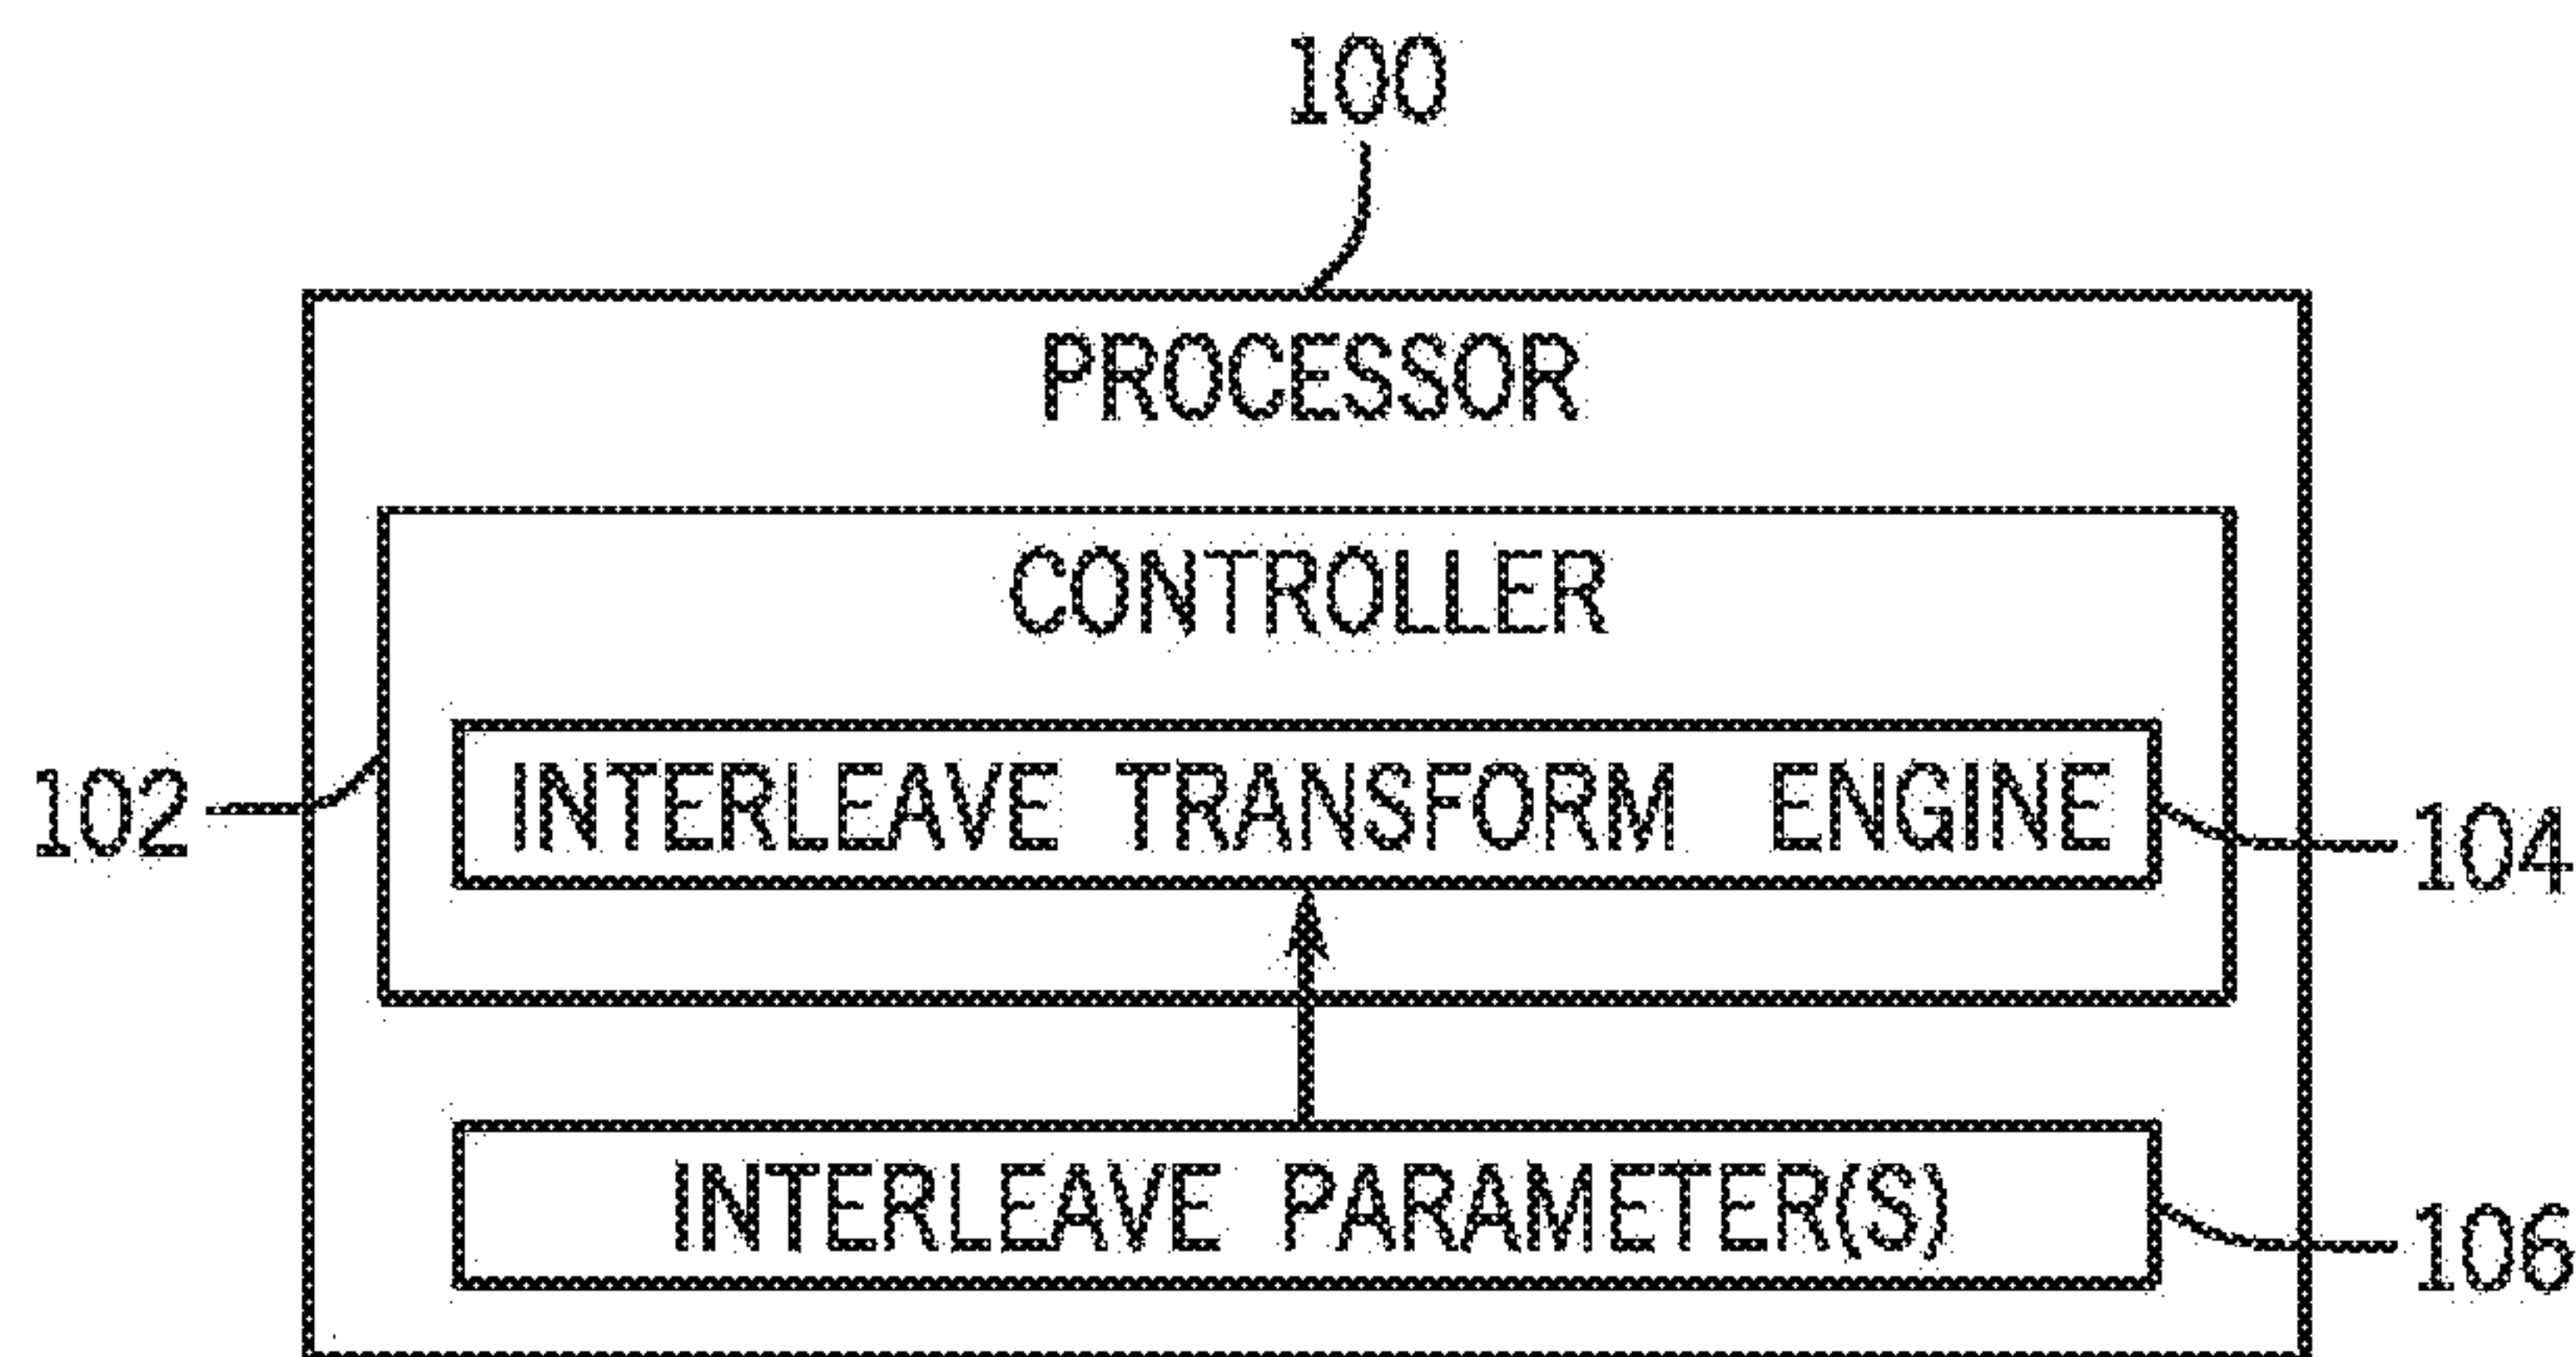 100
PROCESSOR
CONTROLLER
102
INTERLEAVE TRANSFORM ENGINE
104
INTERLEAVE PARAMETER(S)
106